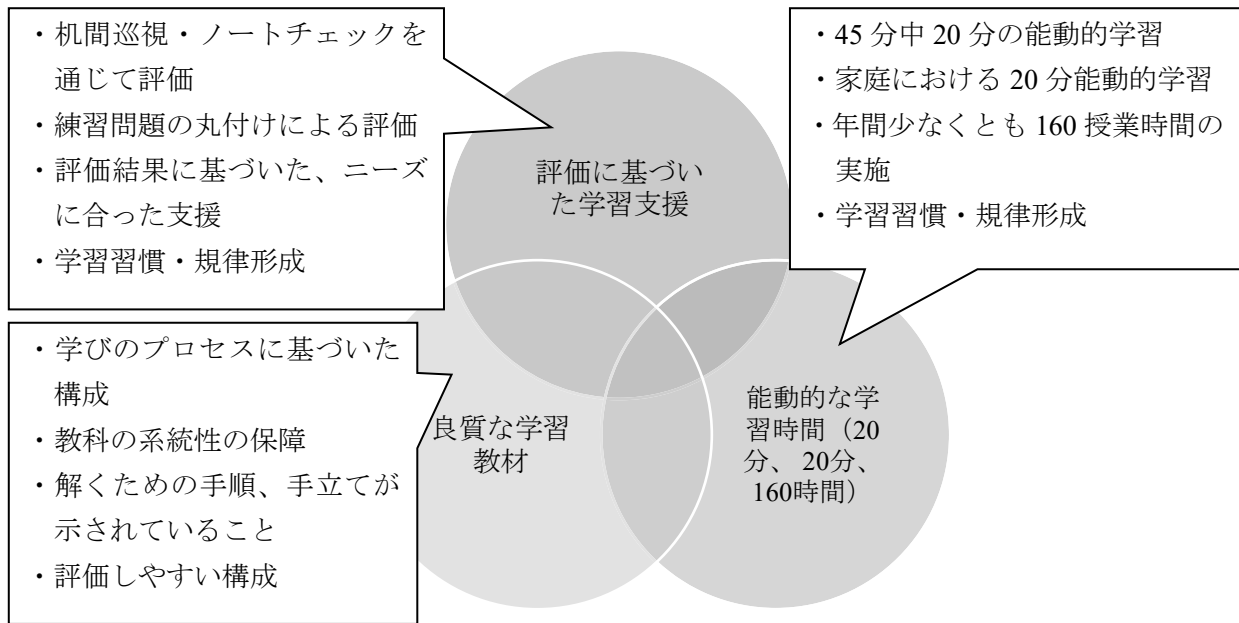 ・机間巡視・ノートチェックを
通じて評価
・練習問題の丸付けによる評価
・評価結果に基づいた、ニーズ
に合った支援
・学習習慣・規律形成
・45 分中 20 分の能動的学習
・家庭における 20 分能動的学習
・年間少なくとも 160 授業時間の
実施
・学習習慣・規律形成
評価に基づい
た学習支援
・学びのプロセスに基づいた
構成
・教科の系統性の保障
・解くための手順、手立てが
示されていること
・評価しやすい構成
良質な学習
教材
能動的な学
習時間（20
分、 20分、
160時間）